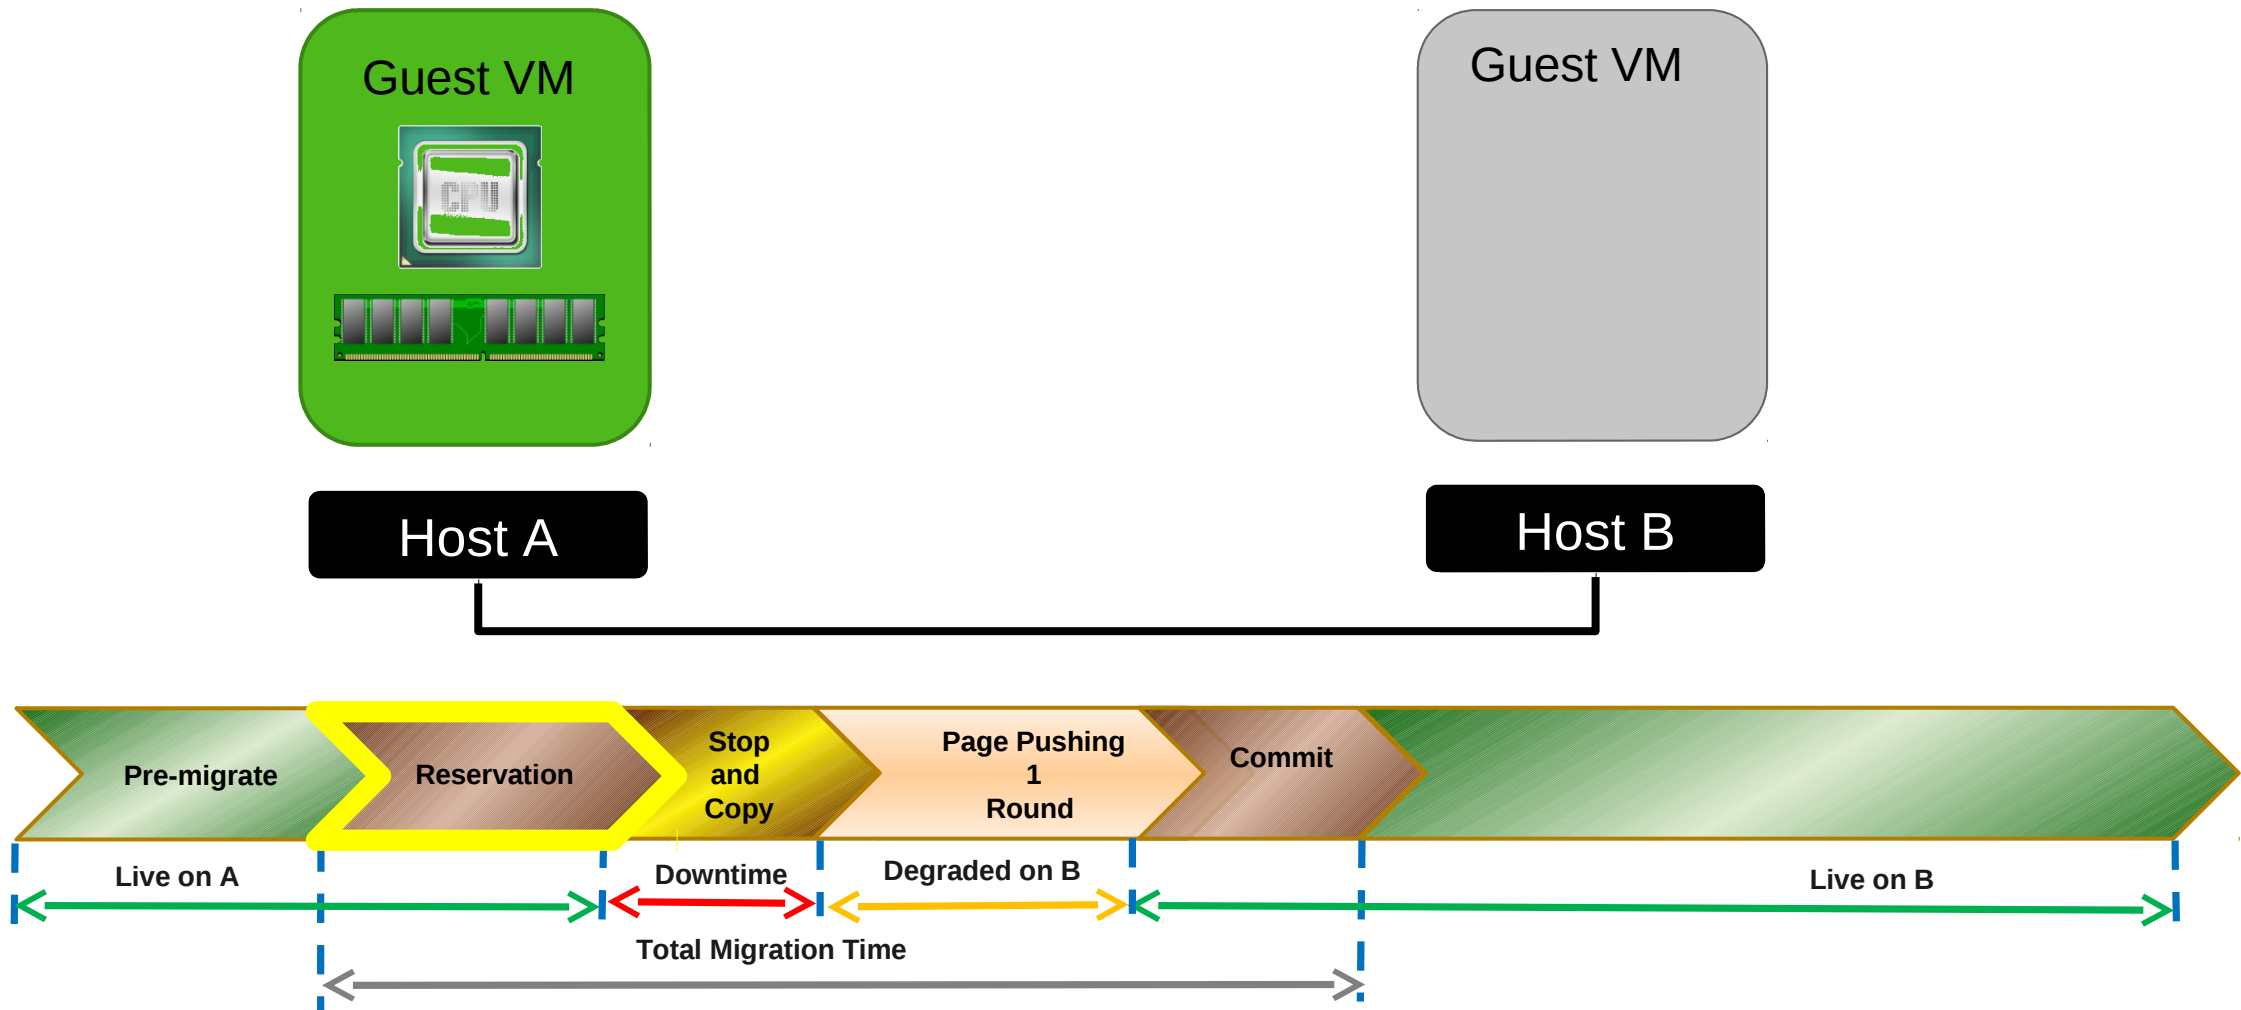 Guest VM
Guest VM
CPU
Host A
Host B
Pre-migrate
Reservation
Stop
and
Copy
Page Pushing
1
Round
Commit
Live on A
Downtime
Degraded on B
Live on B
Total Migration Time